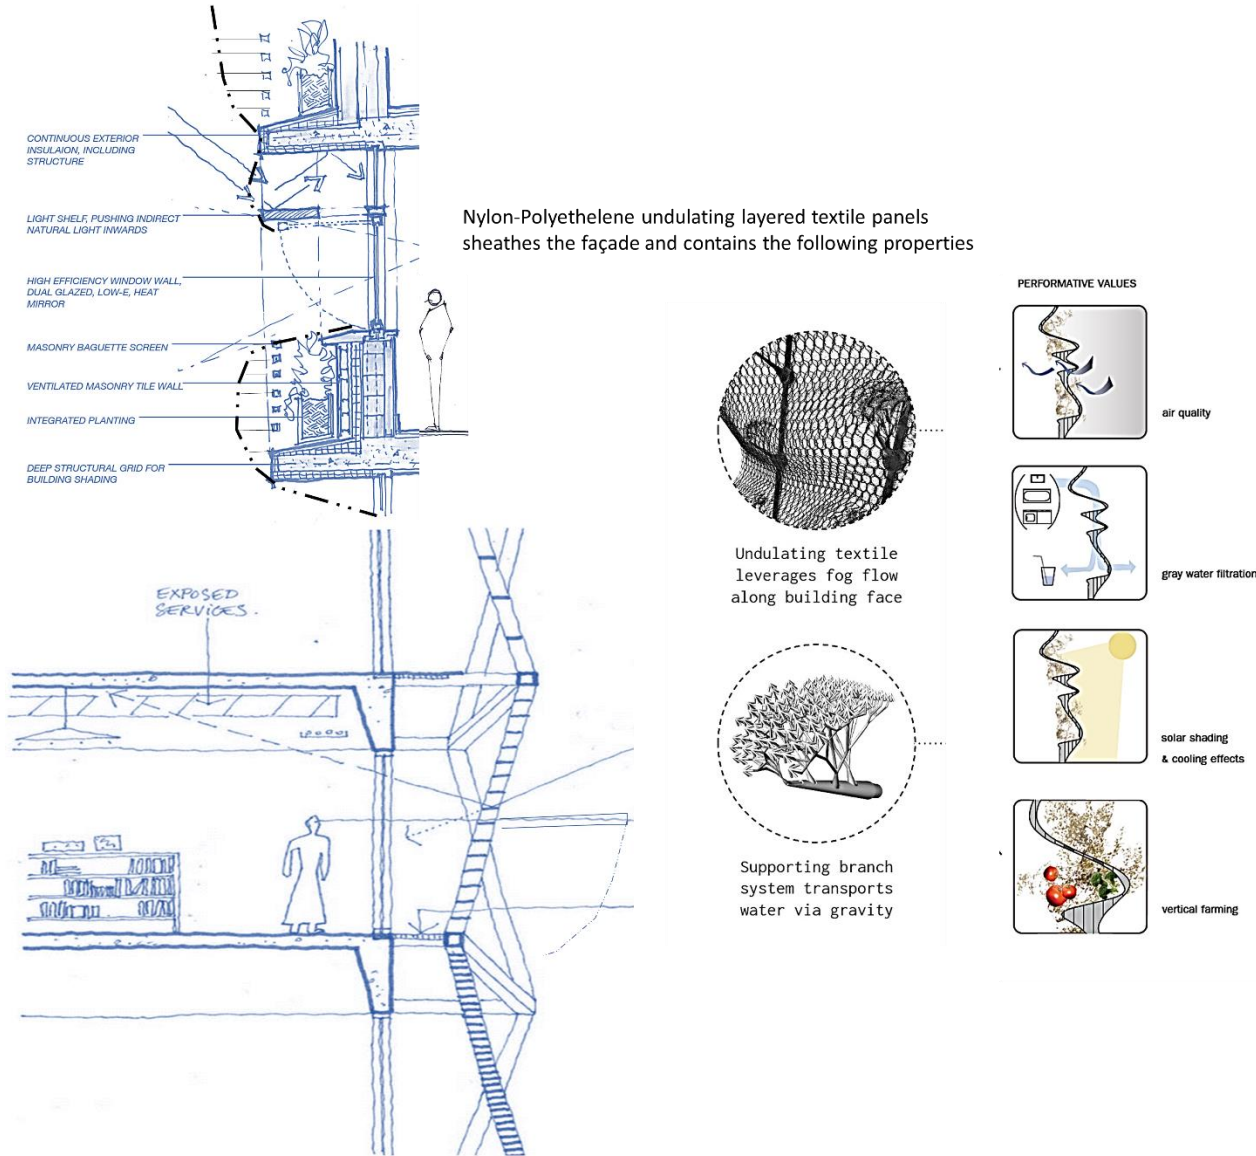 CONTINUOUS EXTERIOR
INSULAION, INCLUDING
STRUCTURE
LIGHT SHELF, PUSHING INDIRECT
NATURAL LIGHT INWARDS
HIGH EFFICIENCY WINDOW WALL,
DUAL GLAZED, LOW-E, HEAT
MIRROR
MASONRY BAGUETTE SCREEN
VENTILATED MASONRY TILE WALL
INTEGRATED PLANTING
DEEP STRUCTURAL GRID FOR
BUILDING SHADING
EXPOSED
SERVICES.
Nylon-Polyethelene undulating layered textile panels
sheathes the façade and contains the following properties
Undulating textile
leverages fog flow
along building face
Supporting branch
system transports
water via gravity
PERFORMATIVE VALUES
air quality
gray water filtration
solar shading
& cooling effects
vertical farming